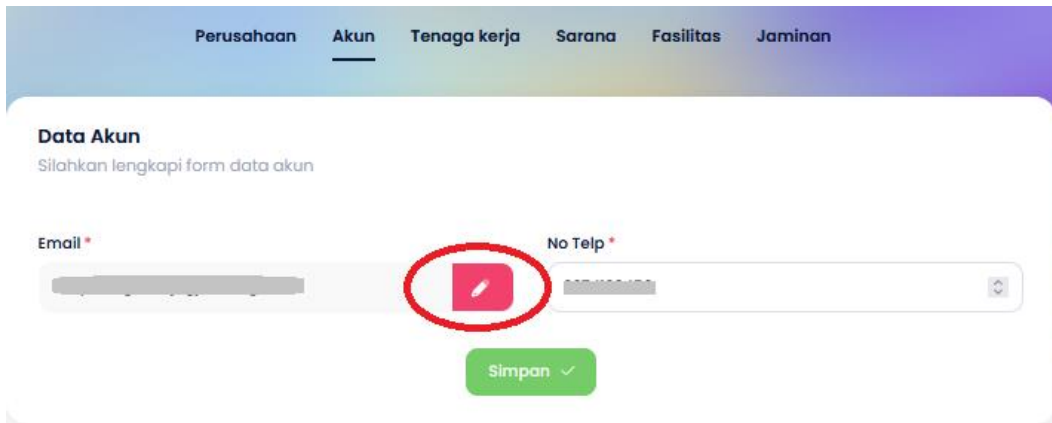 Perusahaan Akun Tenaga kerja Sarana Fasilitas Jaminan
Data Akun
Silahkan lengkapi form data akun
Email * No Telp *
Simpan